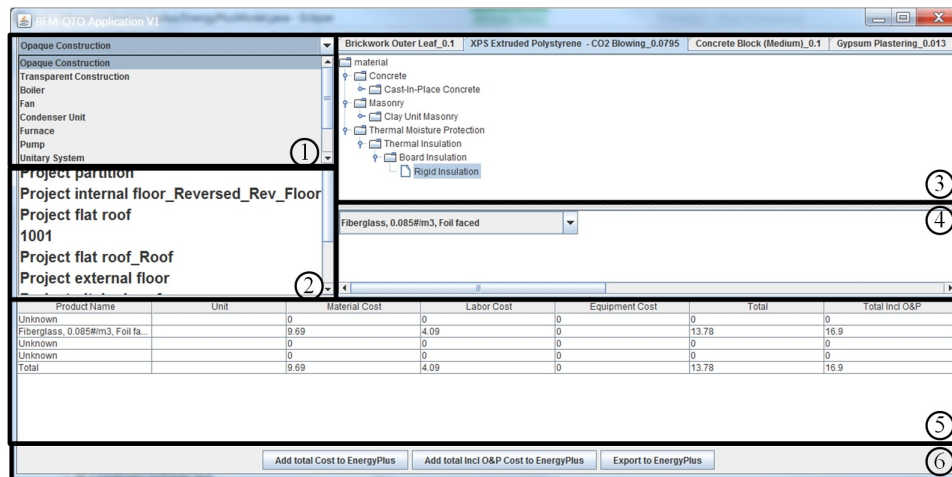 BEM-QTO Application V1
Opaque Construction
Opaque Construction
Transparent Construction
Boiler
Fan
Condenser Unit
Furnace
Pump
Unitary System
1
Project partition
Project internal floor_Reversed_Rev_Floor
Project flat roof
1001
Project flat roof_Roof
Project external floor
2
Brickwork Outer Leaf_0.1 XPS Extruded Polystyrene - CO2 Blowing_0.0795 Concrete Block (Medium)_0.1 Gypsum Plastering_0.013
material
Concrete
Cast-In-Place Concrete
Masonry
Clay Unit Masonry
Thermal Moisture Protection
Thermal Insulation
Board Insulation
Rigid Insulation
3
4
Fiberglass, 0.085#/m3, Foil faced
Product Name Unit Material Cost Labor Cost Equipment Cost Total Total Incl O&P
Unknown 0 0 0 0 0
Fiberglass, 0.085#/m3, Foil fa... 9.69 4.09 0 13.78 16.9
Unknown 0 0 0 0 0
Unknown 0 0 0 0 0
Total 9.69 4.09 0 13.78 16.9
5
Add total Cost to EnergyPlus Add total Incl O&P Cost to EnergyPlus Export to EnergyPlus
6